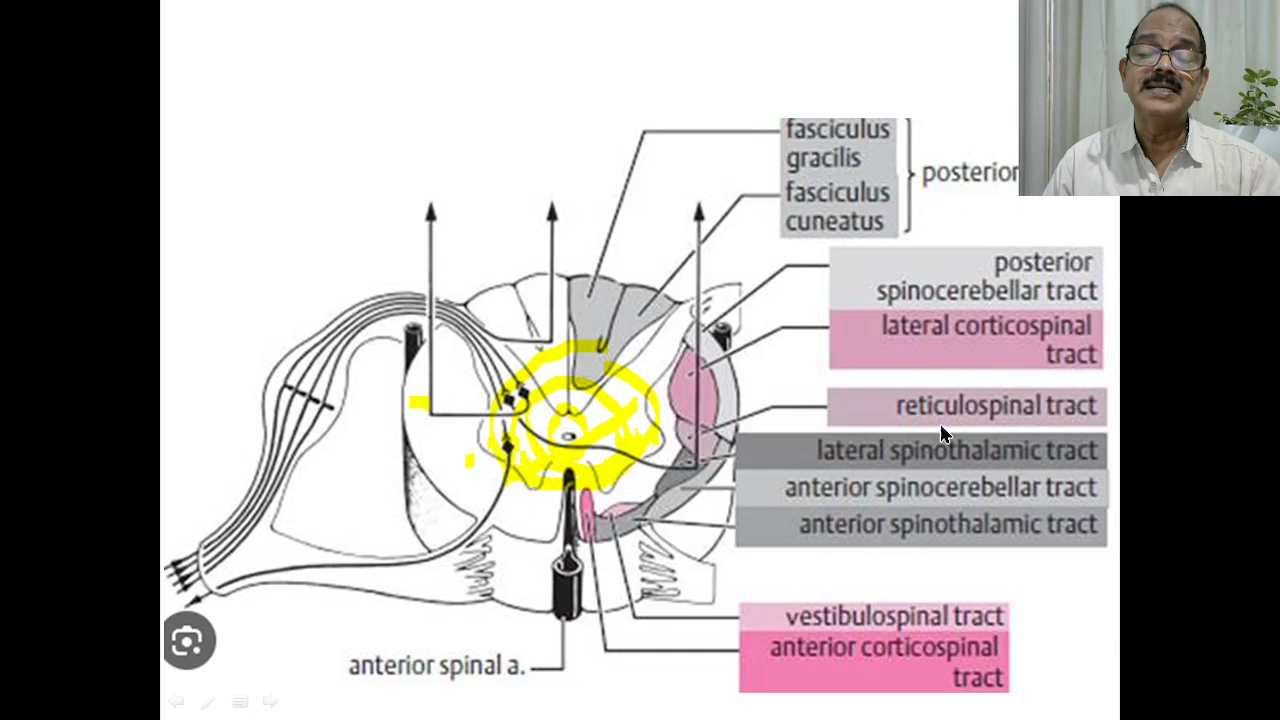 fasciculus
gracilis
fasciculus
cuneatus
posterior
posterior
spinocerebellar tract
lateral corticospinal
tract
reticulospinal tract
lateral spinothalamic tract
anterior spinocerebellar tract
anterior spinothalamic tract
vestibulospinal tract
anterior corticospinal
tract
anterior spinal a.